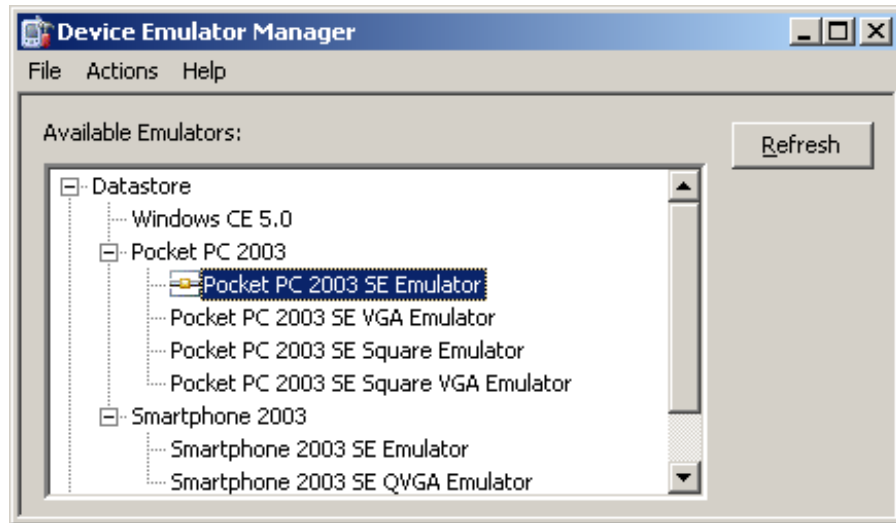 Device Emulator Manager
File Actions Help
Available Emulators:
Refresh
Datastore
Windows CE 5.0
Pocket PC 2003
Pocket PC 2003 SE Emulator
Pocket PC 2003 SE VGA Emulator
Pocket PC 2003 SE Square Emulator
Pocket PC 2003 SE Square VGA Emulator
Smartphone 2003
Smartphone 2003 SE Emulator
Smartphone 2003 SE QVGA Emulator